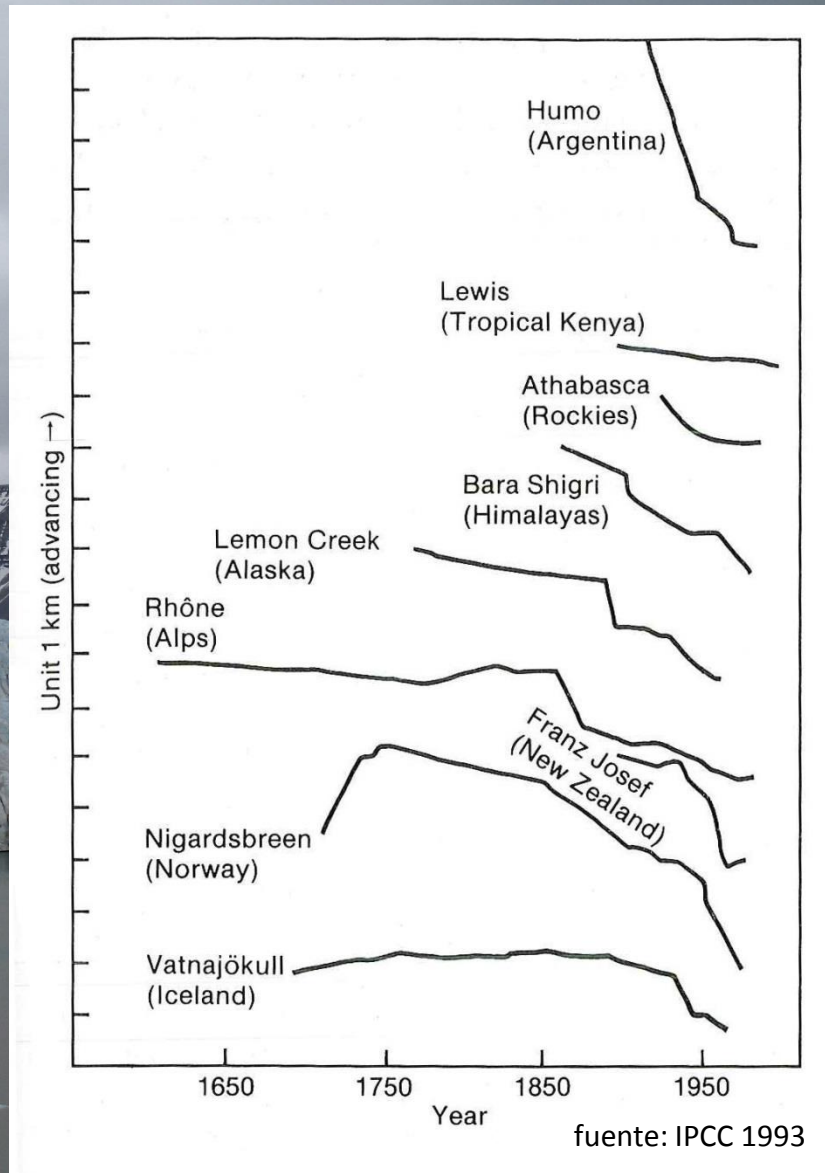 Humo
(Argentina)
Lewis
(Tropical Kenya)
Athabasca
(Rockies)
Bara Shigri
(Himalayas)
Lemon Creek
(Alaska)
Rhône
(Alps)
Franz Josef
(New Zealand)
Nigardsbreen
(Norway)
Vatnajökull
(Iceland)
Unit 1 km (advancing →)
1650
1750
1850
1950
Year
fuente: IPCC 1993